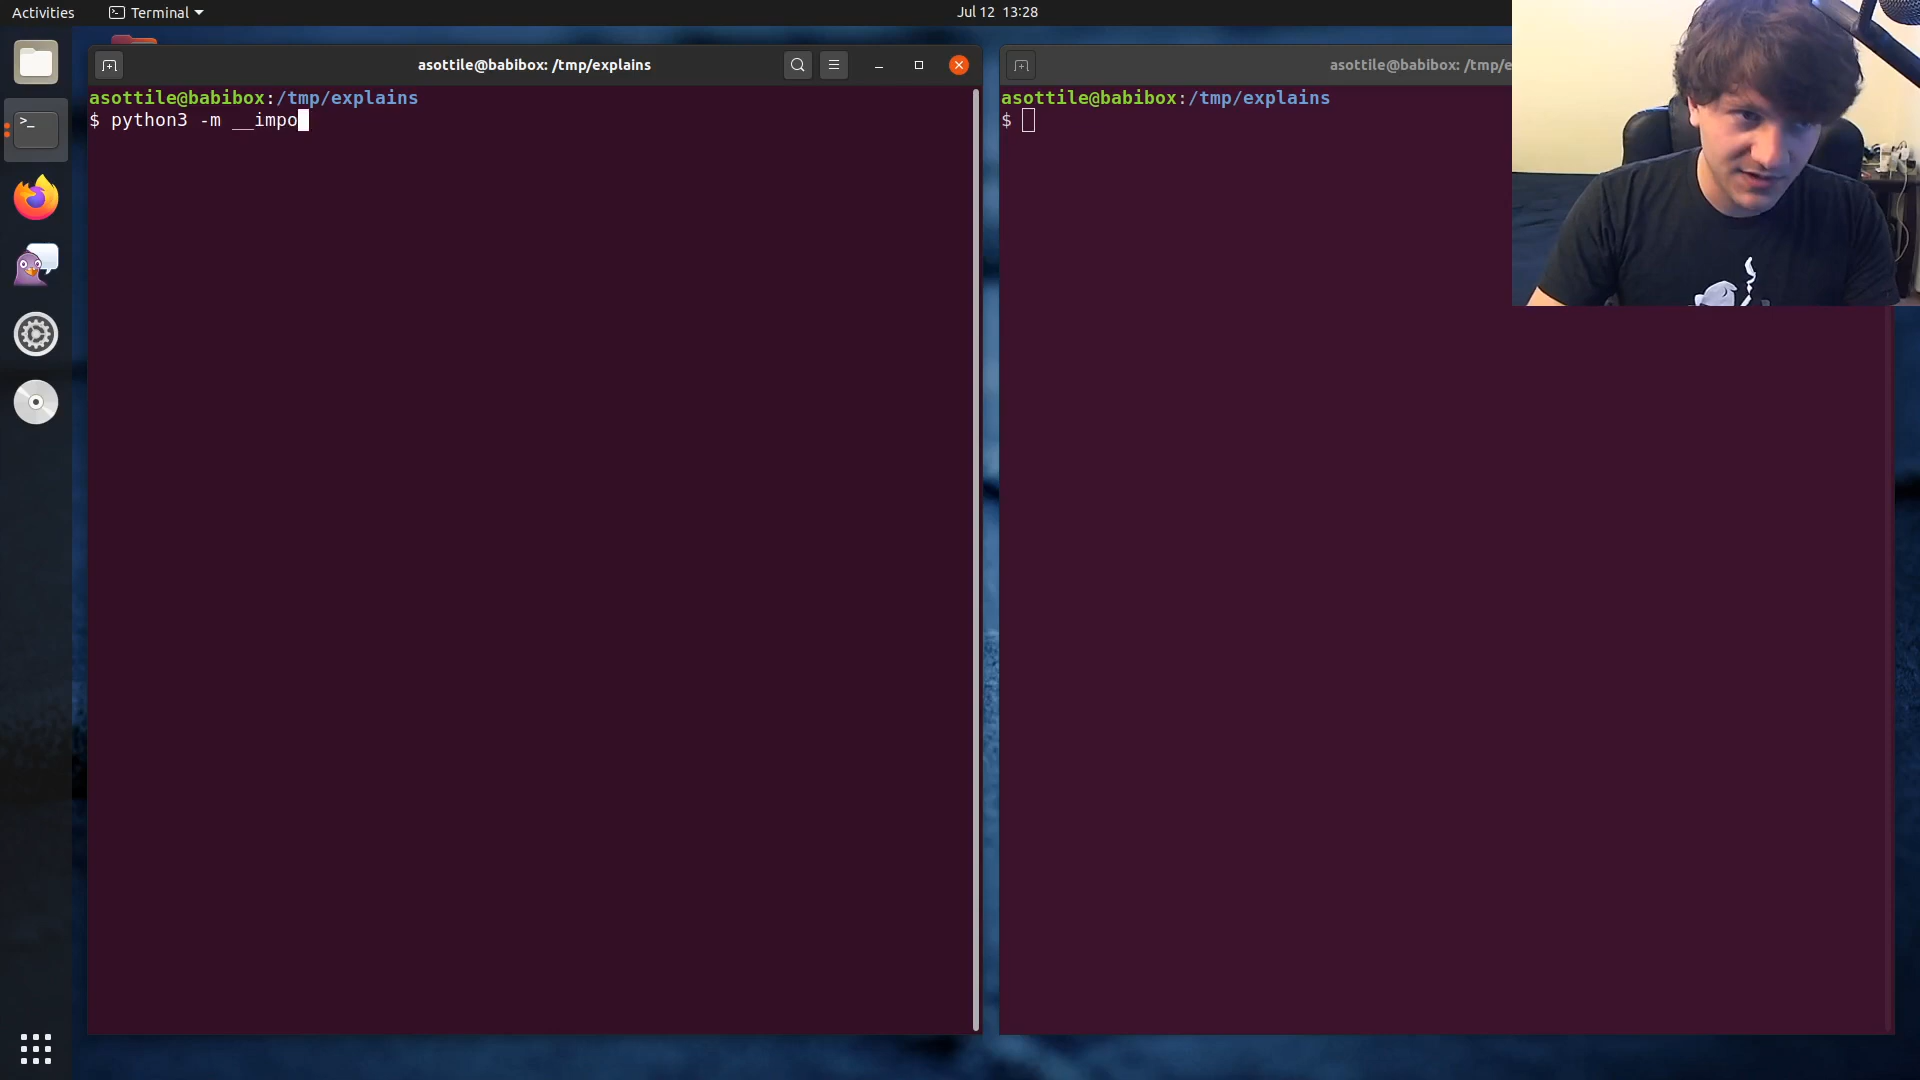 Activities
Terminal
Jul 12 13:28
asottile@babibox: /tmp/explains
asottile@babibox:/tmp/explains
$ python3 -m __impo
asottile@babibox: /tmp/e
asottile@babibox:/tmp/explains
$